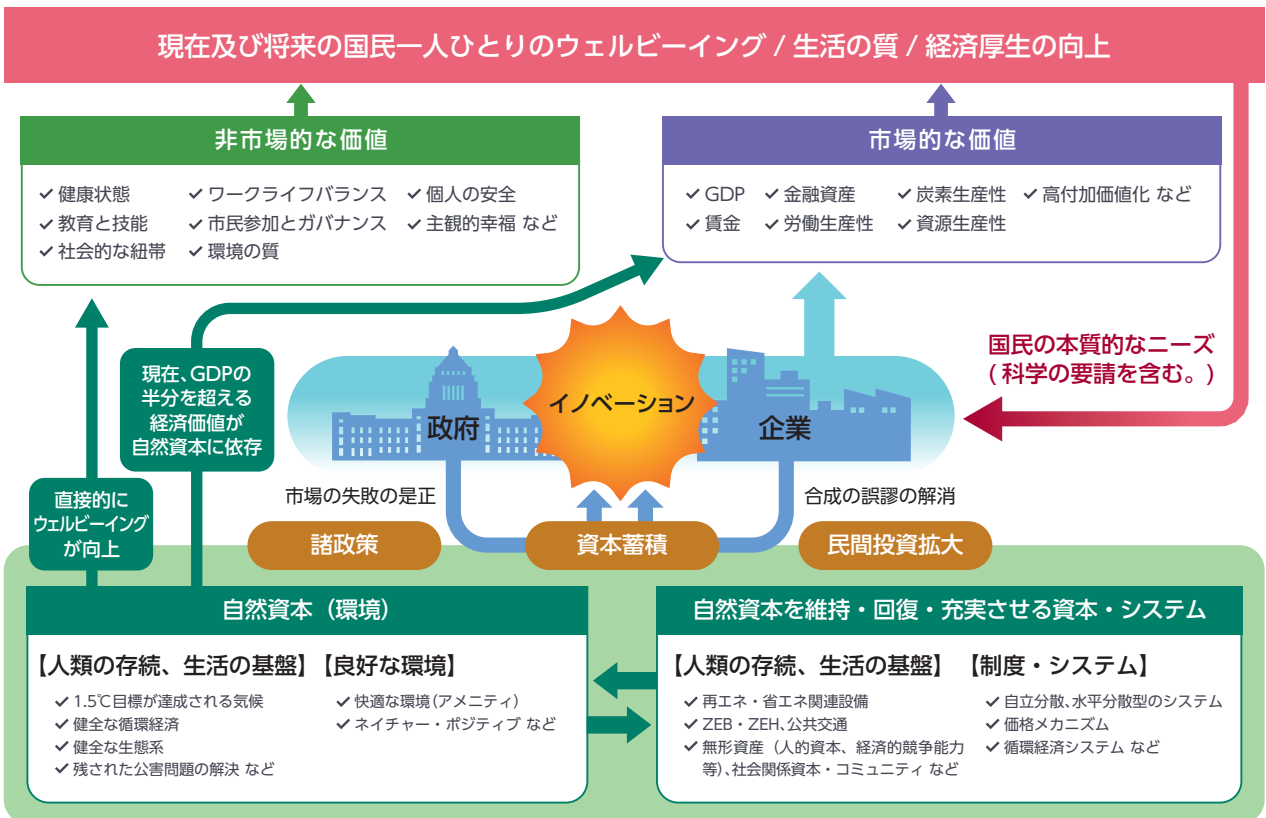 現在及び将来の国民一人ひとりのウェルビーイング / 生活の質 / 経済厚生の向上
非市場的な価値
✓ 健康状態
✓ 教育と技能
✓ 社会的な紐帯
✓ ワークライフバランス
✓ 市民参加とガバナンス
✓ 環境の質
✓ 個人の安全
✓ 主観的幸福 など
市場的な価値
✓ GDP
✓ 賃金
✓ 金融資産
✓ 労働生産性
✓ 炭素生産性
✓ 資源生産性
✓ 高付加価値化 など
現在、GDPの
半分を超える
経済価値が
自然資本に依存
直接的に
ウェルビーイング
が向上
政府
イノベーション
企業
国民の本質的なニーズ
( 科学の要請を含む。)
市場の失敗の是正
合成の誤謬の解消
諸政策
資本蓄積
民間投資拡大
自然資本（環境）
【人類の存続、生活の基盤】
✓ 1.5℃目標が達成される気候
✓ 健全な循環経済
✓ 健全な生態系
✓ 残された公害問題の解決 など
【良好な環境】
✓ 快適な環境（アメニティ）
✓ ネイチャー・ポジティブ など
自然資本を維持・回復・充実させる資本・システム
【人類の存続、生活の基盤】
✓ 再エネ・省エネ関連設備
✓ ZEB・ZEH、公共交通
✓ 無形資産（人的資本、経済的競争能力
等）、社会関係資本・コミュニティ など
【制度・システム】
✓ 自立分散、水平分散型のシステム
✓ 価格メカニズム
✓ 循環経済システム など